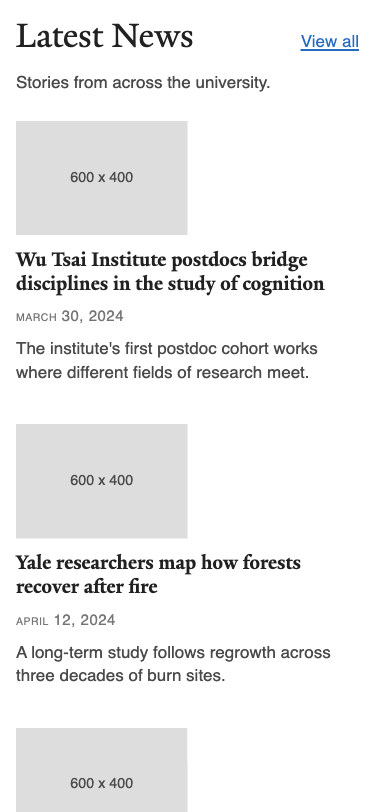 Latest News
View all
Stories from across the university.
600 x 400
Wu Tsai Institute postdocs bridge
disciplines in the study of cognition
MARCH 30, 2024
The institute's first postdoc cohort works
where different fields of research meet.
600 x 400
Yale researchers map how forests
recover after fire
APRIL 12, 2024
A long-term study follows regrowth across
three decades of burn sites.
600 x 400